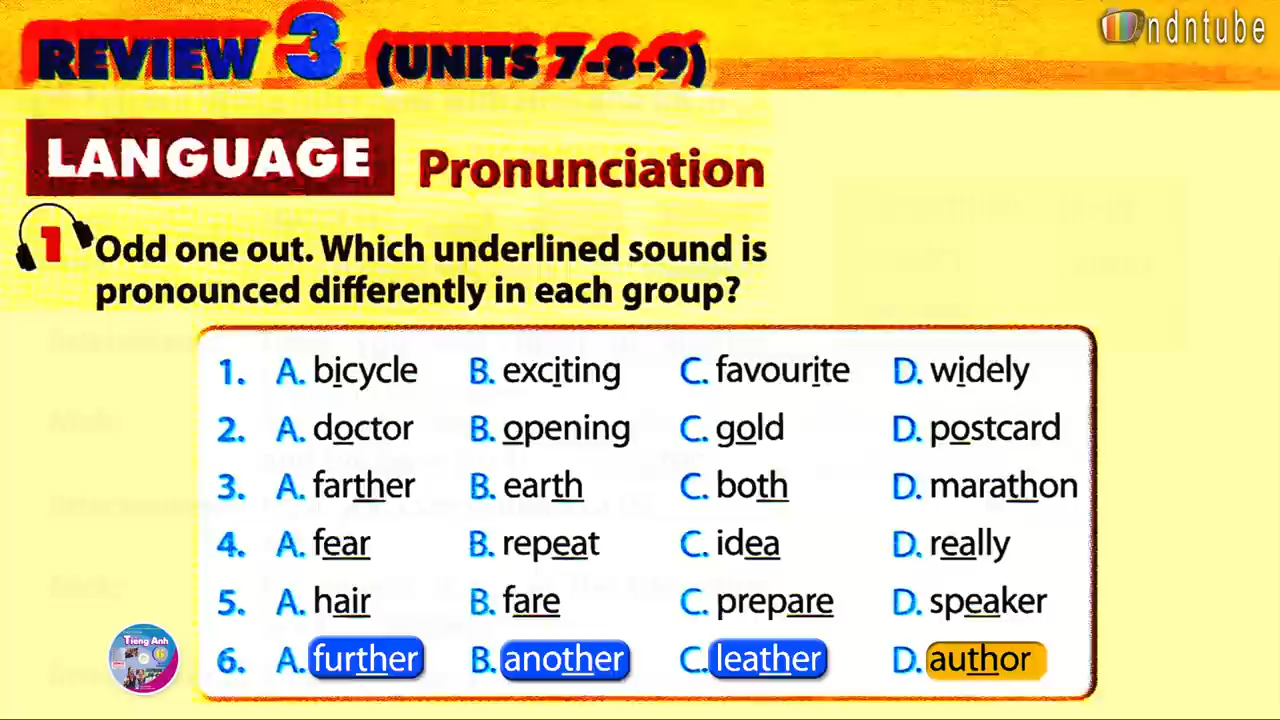 REVIEW 3 (UNITS 7-8-9)
ndntube
LANGUAGE Pronunciation
1 Odd one out. Which underlined sound is
pronounced differently in each group?
1. A. bicycle B. exciting C. favourite D. widely
2. A. doctor B. opening C. gold D. postcard
3. A. farther B. earth C. both D. marathon
4. A. fear B. repeat C. idea D. really
5. A. hair B. fare C. prepare D. speaker
6. A. further B. another C. leather D. author
Tiếng Anh
6